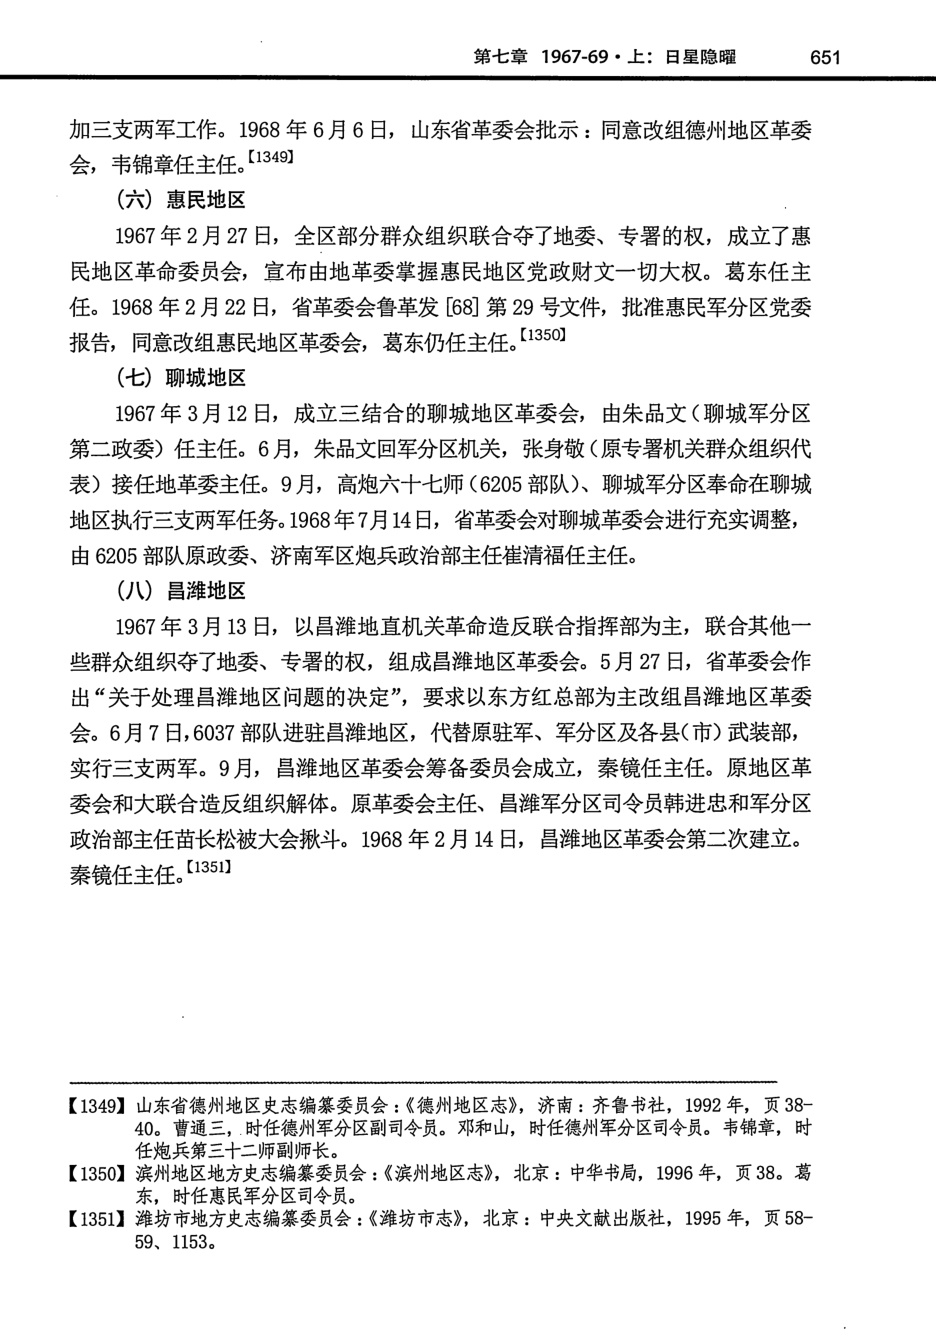 第七章 1967-69·上：日星隐曜 651
加三支两军工作。1968 年 6 月 6 日，山东省革委会批示：同意改组德州地区革委
会，韦锦章任主任。【1349】
（六）惠民地区
1967 年 2 月 27 日，全区部分群众组织联合夺了地委、专署的权，成立了惠
民地区革命委员会，宣布由地革委掌握惠民地区党政财文一切大权。葛东任主
任。1968 年 2 月 22 日，省革委会鲁革发 [68] 第 29 号文件，批准惠民军分区党委
报告，同意改组惠民地区革委会，葛东仍任主任。【1350】
（七）聊城地区
1967 年 3 月 12 日，成立三结合的聊城地区革委会，由朱品文（聊城军分区
第二政委）任主任。6 月，朱品文回军分区机关，张身敬（原专署机关群众组织代
表）接任地革委主任。9 月，高炮六十七师（6205 部队）、聊城军分区奉命在聊城
地区执行三支两军任务。1968 年 7 月 14 日，省革委会对聊城革委会进行充实调整，
由 6205 部队原政委、济南军区炮兵政治部主任崔清福任主任。
（八）昌潍地区
1967 年 3 月 13 日，以昌潍地直机关革命造反联合指挥部为主，联合其他一
些群众组织夺了地委、专署的权，组成昌潍地区革委会。5 月 27 日，省革委会作
出“关于处理昌潍地区问题的决定”，要求以东方红总部为主改组昌潍地区革委
会。6 月 7 日，6037 部队进驻昌潍地区，代替原驻军、军分区及各县（市）武装部，
实行三支两军。9 月，昌潍地区革委会筹备委员会成立，秦镜任主任。原地区革
委会和大联合造反组织解体。原革委会主任、昌潍军分区司令员韩进忠和军分区
政治部主任苗长松被大会揪斗。1968 年 2 月 14 日，昌潍地区革委会第二次建立。
秦镜任主任。【1351】
【1349】山东省德州地区史志编纂委员会：《德州地区志》，济南：齐鲁书社，1992 年，页 38-
40。曹通三，时任德州军分区副司令员。邓和山，时任德州军分区司令员。韦锦章，时
任炮兵第三十二师副师长。
【1350】滨州地区地方史志编纂委员会：《滨州地区志》，北京：中华书局，1996 年，页 38。葛
东，时任惠民军分区司令员。
【1351】潍坊市地方史志编纂委员会：《潍坊市志》，北京：中央文献出版社，1995 年，页 58-
59、1153。